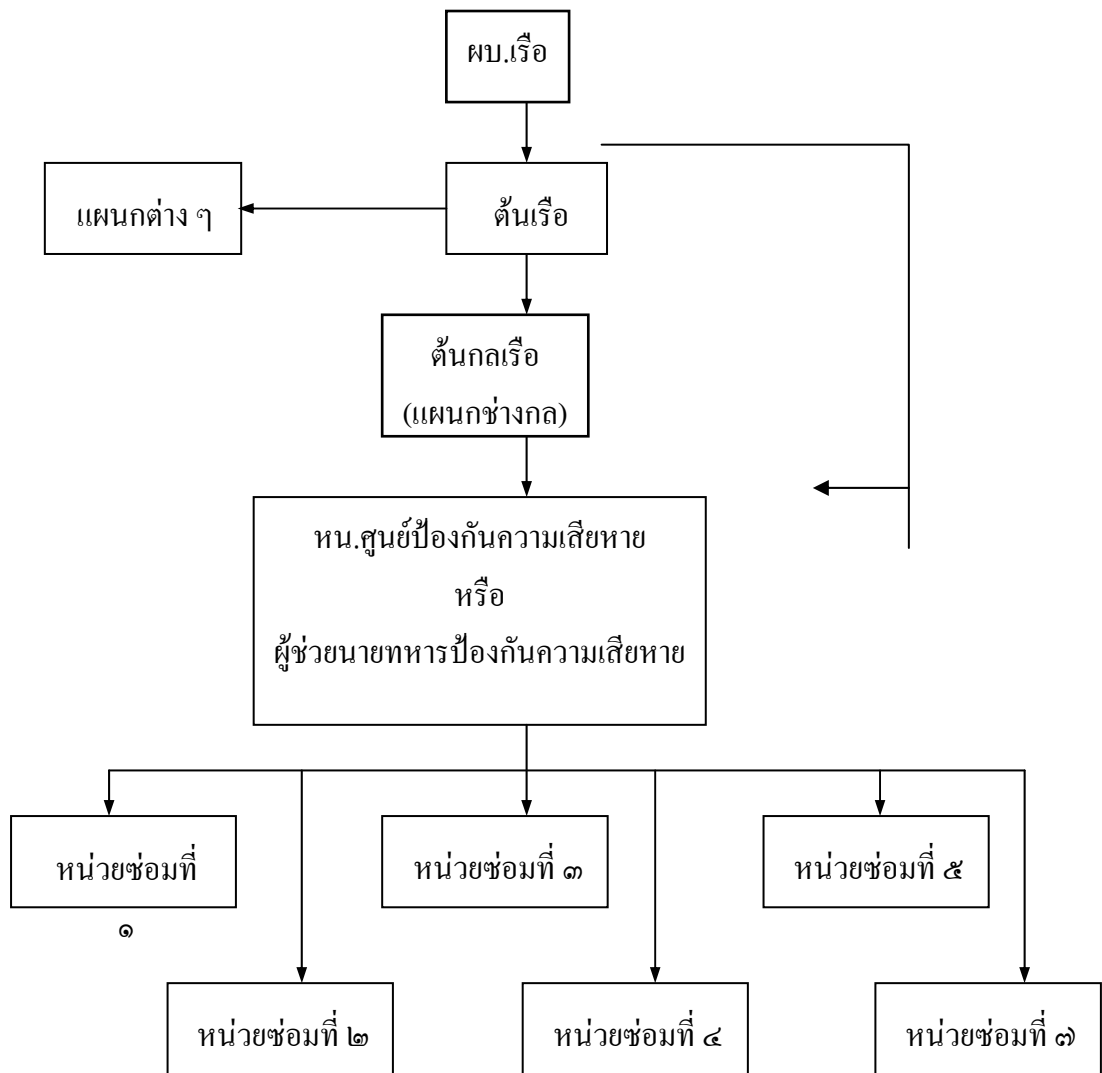 ผบ.เรือ
แผนกต่าง ๆ
ต้นเรือ
ต้นกลเรือ
(แผนกช่างกล)
หน.ศูนย์ป้องกันความเสียหาย
หรือ
ผู้ช่วยนายทหารป้องกันความเสียหาย
หน่วยซ่อมที่
๑
หน่วยซ่อมที่ ๓
หน่วยซ่อมที่ ๕
หน่วยซ่อมที่ ๒
หน่วยซ่อมที่ ๔
หน่วยซ่อมที่ ๗